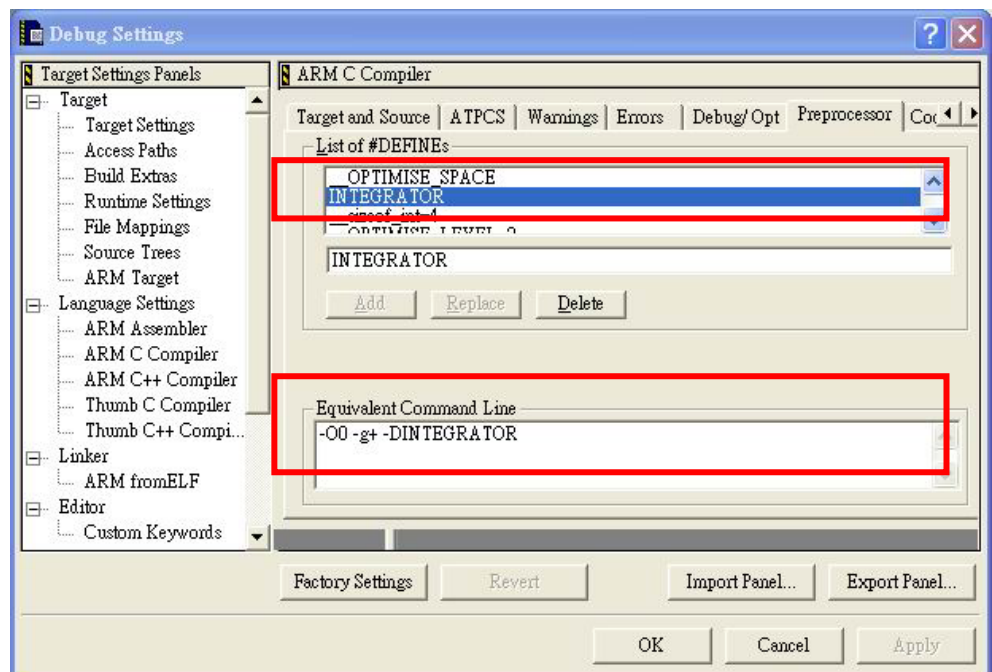 Debug Settings
Target Settings Panels
Target
Target Settings
Access Paths
Build Extras
Runtime Settings
File Mappings
Source Trees
ARM Target
Language Settings
ARM Assembler
ARM C Compiler
ARM C++ Compiler
Thumb C Compiler
Thumb C++ Compi...
Linker
ARM fromELF
Editor
Custom Keywords
ARM C Compiler
Target and Source
ATPCS
Warnings
Errors
Debug/Opt
Preprocessor
List of #DEFINEs
__OPTIMISE_SPACE
INTEGRATOR
__sizeof_int=4
INTEGRATOR
Add
Replace
Delete
Equivalent Command Line
-O0 -g+ -DINTEGRATOR
Factory Settings
Revert
Import Panel...
Export Panel...
OK
Cancel
Apply